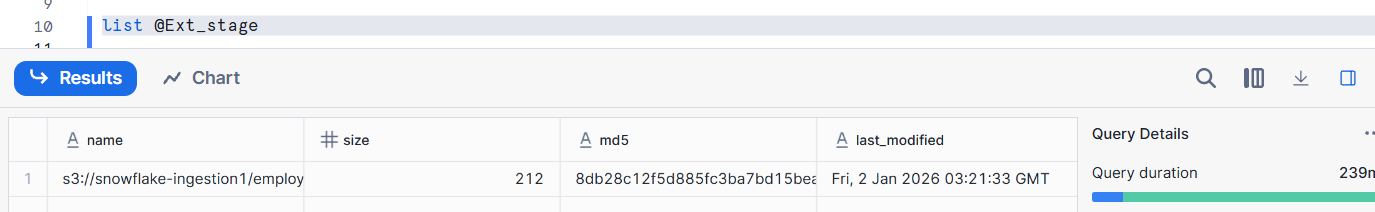 9
10 list @Ext_stage
11
Results Chart
name size md5 last_modified Query Details
1 s3://snowflake-ingestion1/employ 212 8db28c12f5d885fc3ba7bd15bea Fri, 2 Jan 2026 03:21:33 GMT Query duration 239m